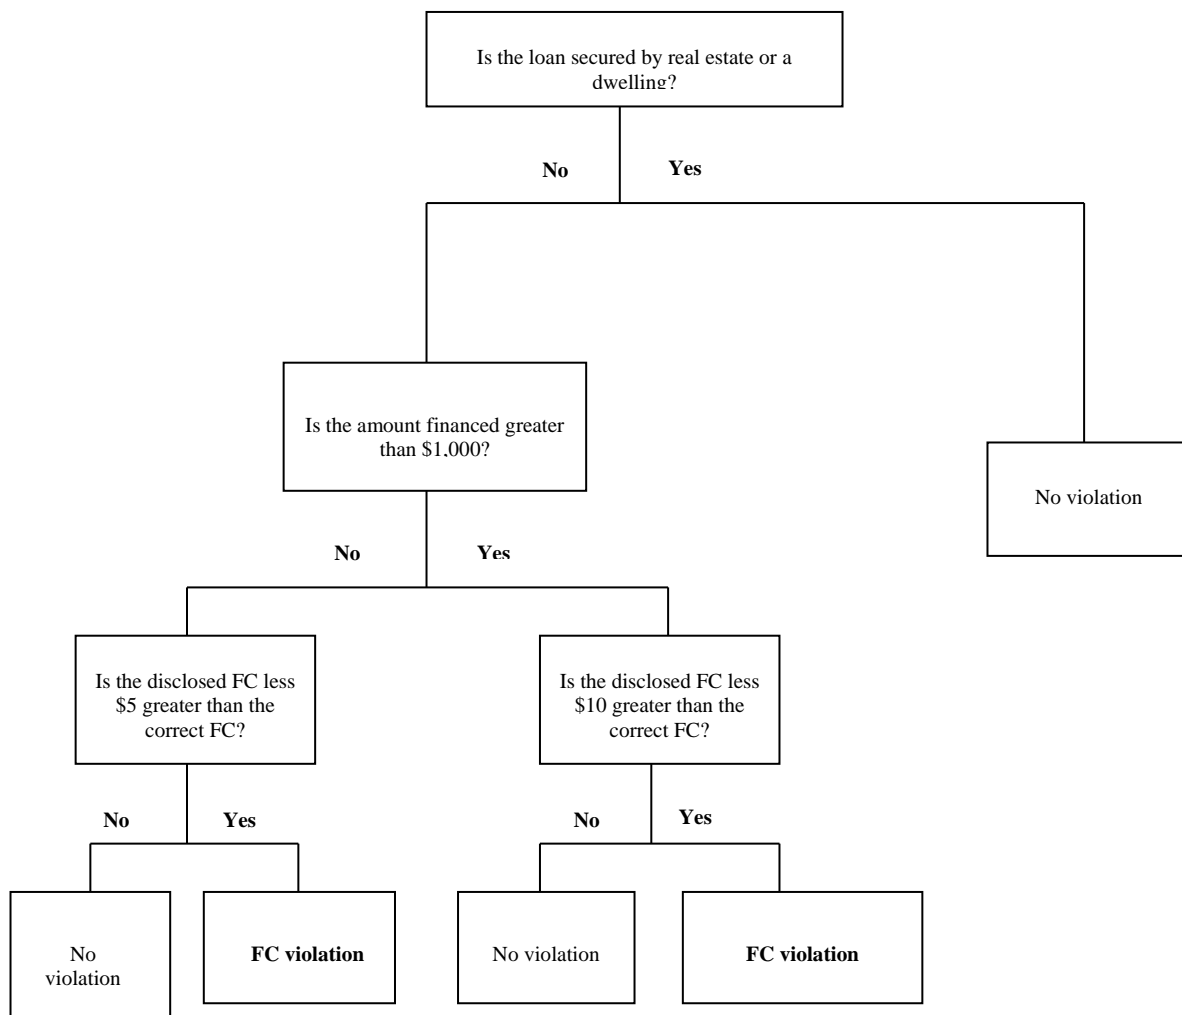 Is the loan secured by real estate or a
dwelling?
No
Yes
Is the amount financed greater
than $1,000?
No violation
No
Yes
Is the disclosed FC less
$5 greater than the
correct FC?
Is the disclosed FC less
$10 greater than the
correct FC?
No
Yes
No
Yes
No
violation
FC violation
No violation
FC violation